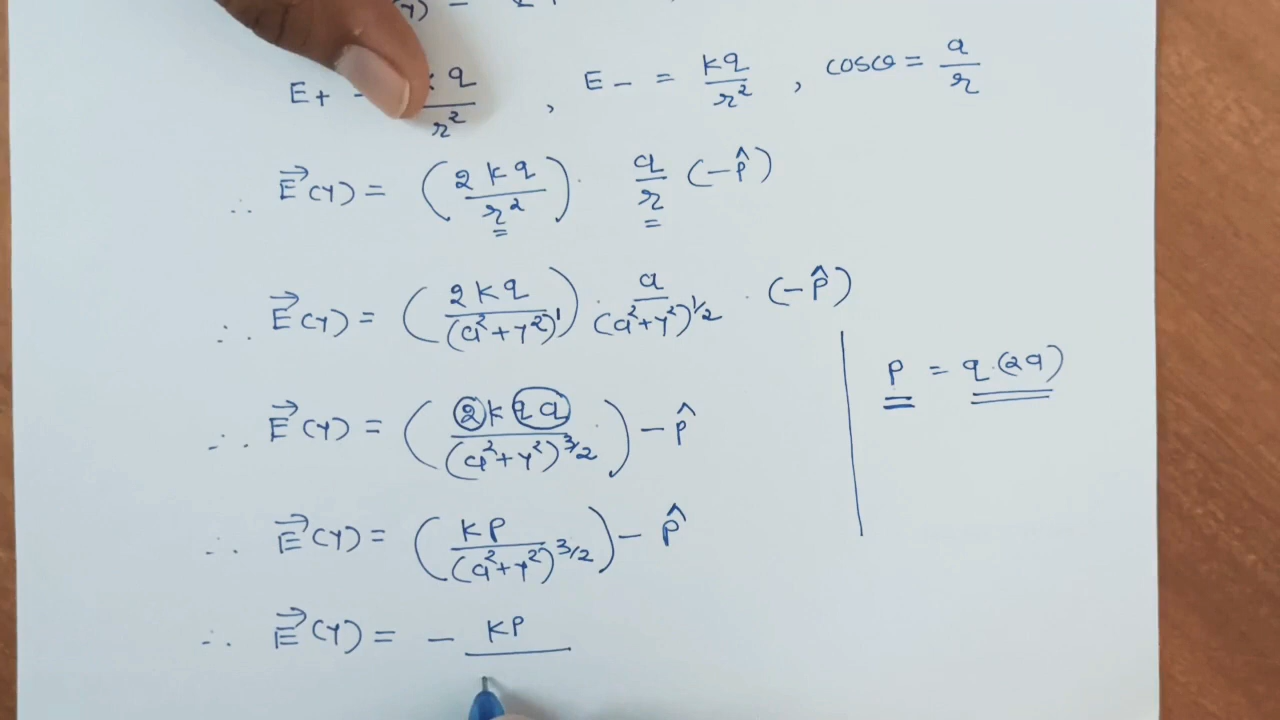 E+ = kq/r² , E− = kq/r² , cosθ = a/r
∴ E⃗(y) = (2kq/r²) · a/r (−p̂)
∴ E⃗(y) = (2kq/(a²+y²)¹) · a/(a²+y²)^1/2 · (−p̂)
p = q.(2a)
∴ E⃗(y) = (2kqa/(a²+y²)^3/2) − p̂
∴ E⃗(y) = (kp/(a²+y²)^3/2) − p̂
∴ E⃗(y) = − kp